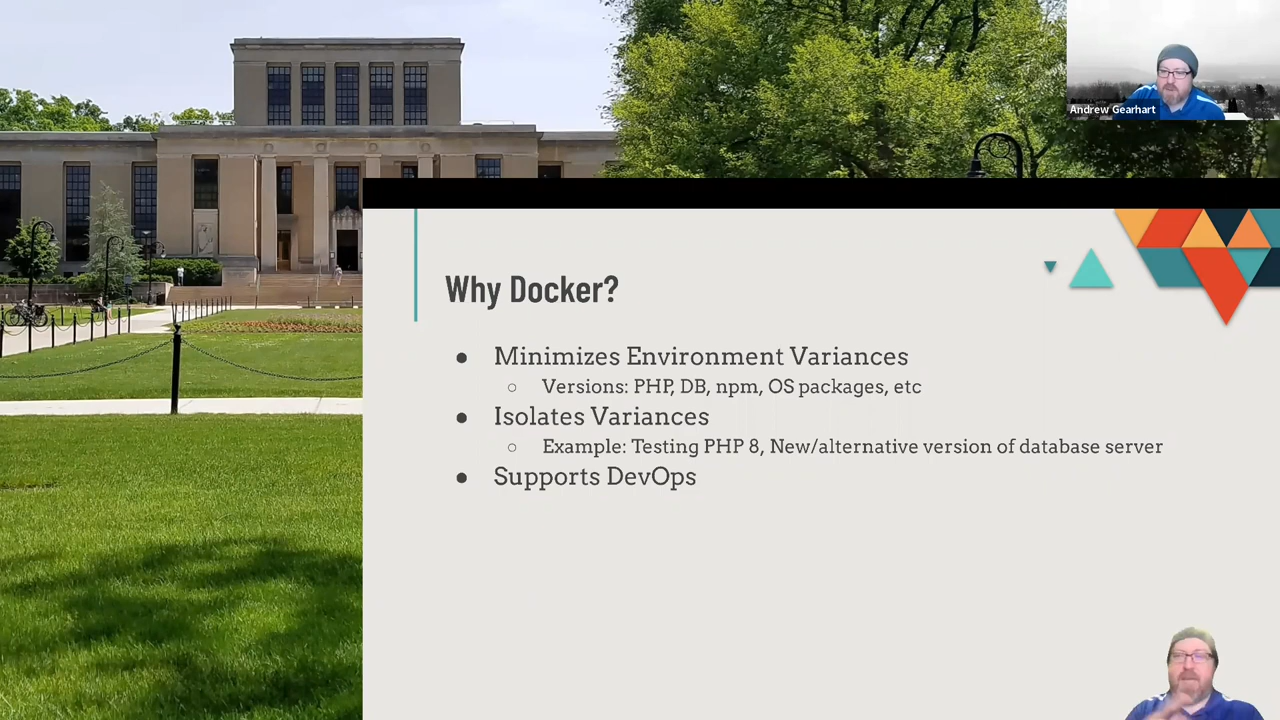 Andrew Gearhart
Why Docker?
● Minimizes Environment Variances
○ Versions: PHP, DB, npm, OS packages, etc
● Isolates Variances
○ Example: Testing PHP 8, New/alternative version of database server
● Supports DevOps